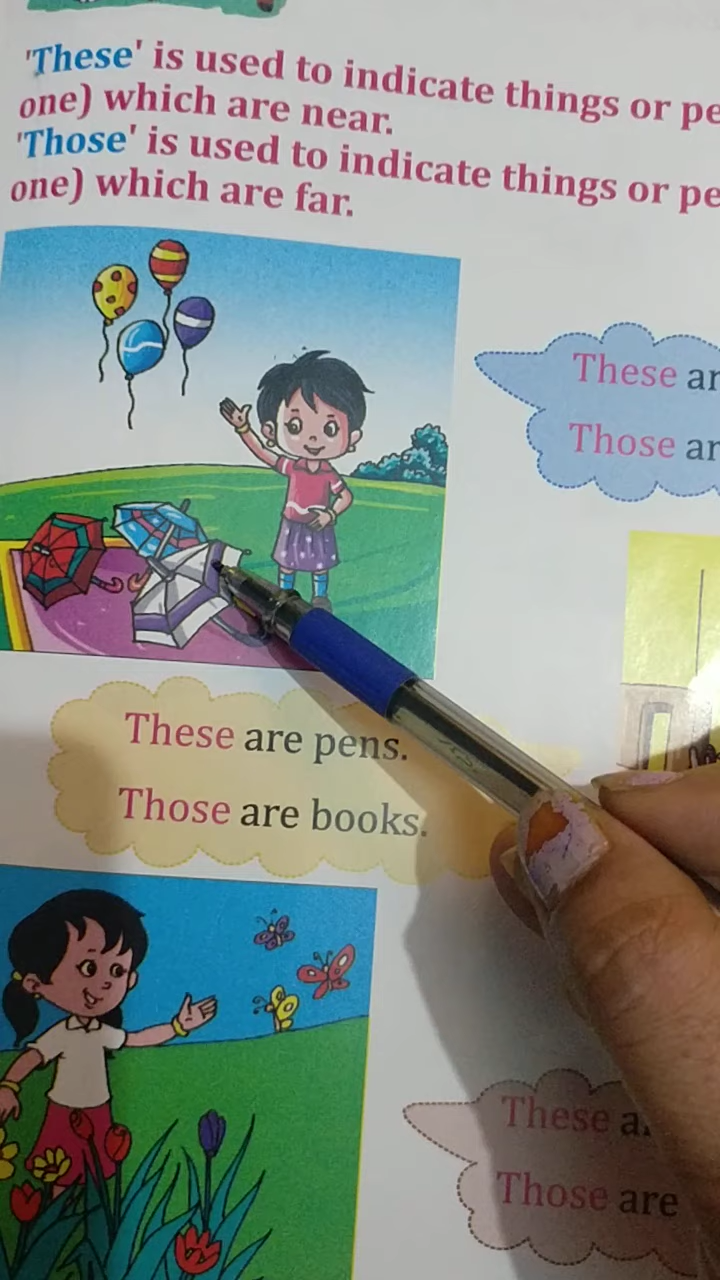 'These' is used to indicate things or pe
one) which are near.
'Those' is used to indicate things or pe
one) which are far.
These ar
Those ar
These are pens.
Those are books.
These a
Those are